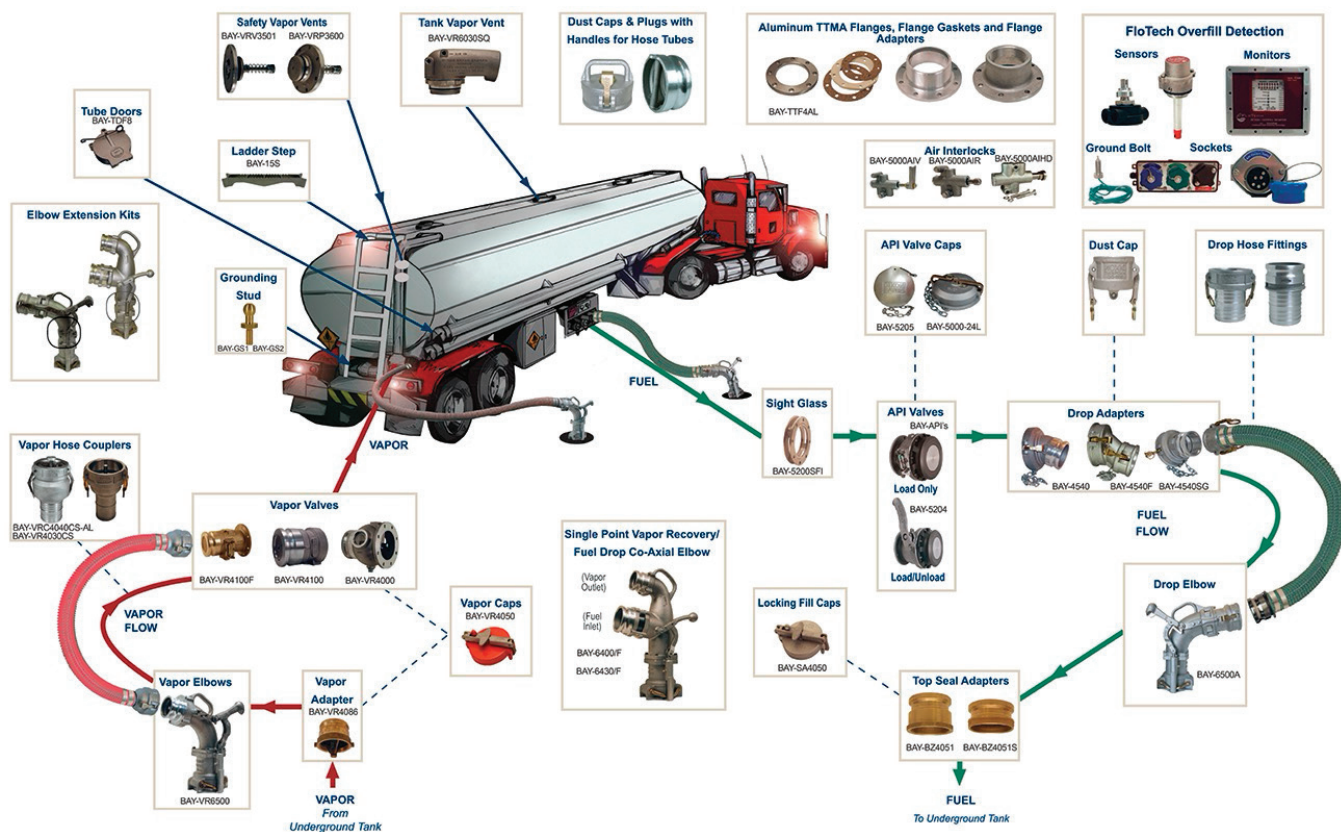 Safety Vapor Vents
BAY-VRV3501 BAY-VRP3600
Tank Vapor Vent
BAY-VR6030SQ
Dust Caps & Plugs with
Handles for Hose Tubes
Aluminum TTMA Flanges, Flange Gaskets and Flange
Adapters
BAY-TTF4AL
FloTech Overfill Detection
Sensors
Monitors
Ground Bolt
Sockets
Tube Doors
BAY-TDF8
Ladder Step
BAY-15S
Air Interlocks
BAY-5000AIV BAY-5000AIR BAY-5000AIHD
Elbow Extension Kits
Grounding
Stud
BAY-GS1 BAY-GS2
API Valve Caps
BAY-5205 BAY-5000-24L
Dust Cap
Drop Hose Fittings
FUEL
VAPOR
Sight Glass
BAY-5200SFI
API Valves
BAY-API's
Load Only
BAY-5204
Load/Unload
Drop Adapters
BAY-4540 BAY-4540F BAY-4540SG
FUEL
FLOW
Vapor Hose Couplers
BAY-VRC4040CS-AL
BAY-VR4030CS
Vapor Valves
BAY-VR4100F BAY-VR4100 BAY-VR4000
VAPOR
FLOW
Single Point Vapor Recovery/
Fuel Drop Co-Axial Elbow
(Vapor
Outlet)
(Fuel
Inlet)
BAY-6400/F
BAY-6430/F
Vapor Caps
BAY-VR4050
Locking Fill Caps
BAY-SA4050
Drop Elbow
BAY-6500A
Vapor Elbows
BAY-VR6500
Vapor
Adapter
BAY-VR4086
Top Seal Adapters
BAY-BZ4051 BAY-BZ4051S
VAPOR
From
Underground Tank
FUEL
To Underground Tank